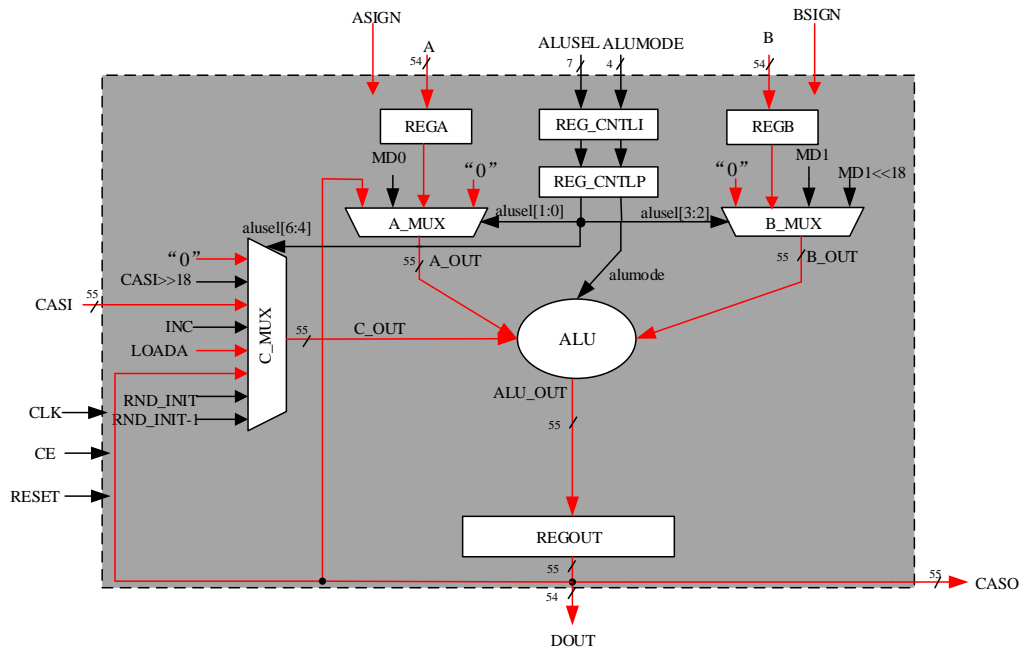 ASIGN
BSIGN
A
ALUSEL
ALUMODE
B
54
7
4
54
REGA
REG_CNTLI
REGB
MD0
“0”
REG_CNTLP
“0”
MD1
MD1<<18
alusel[1:0]
alusel[3:2]
A_MUX
B_MUX
alusel[6:4]
“0”
55
A_OUT
55
B_OUT
CASI>>18
alumode
CASI
55
INC
C_MUX
55
C_OUT
ALU
LOADA
ALU_OUT
RND_INIT
CLK
RND_INIT-1
55
CE
RESET
REGOUT
55
55
CASO
54
DOUT